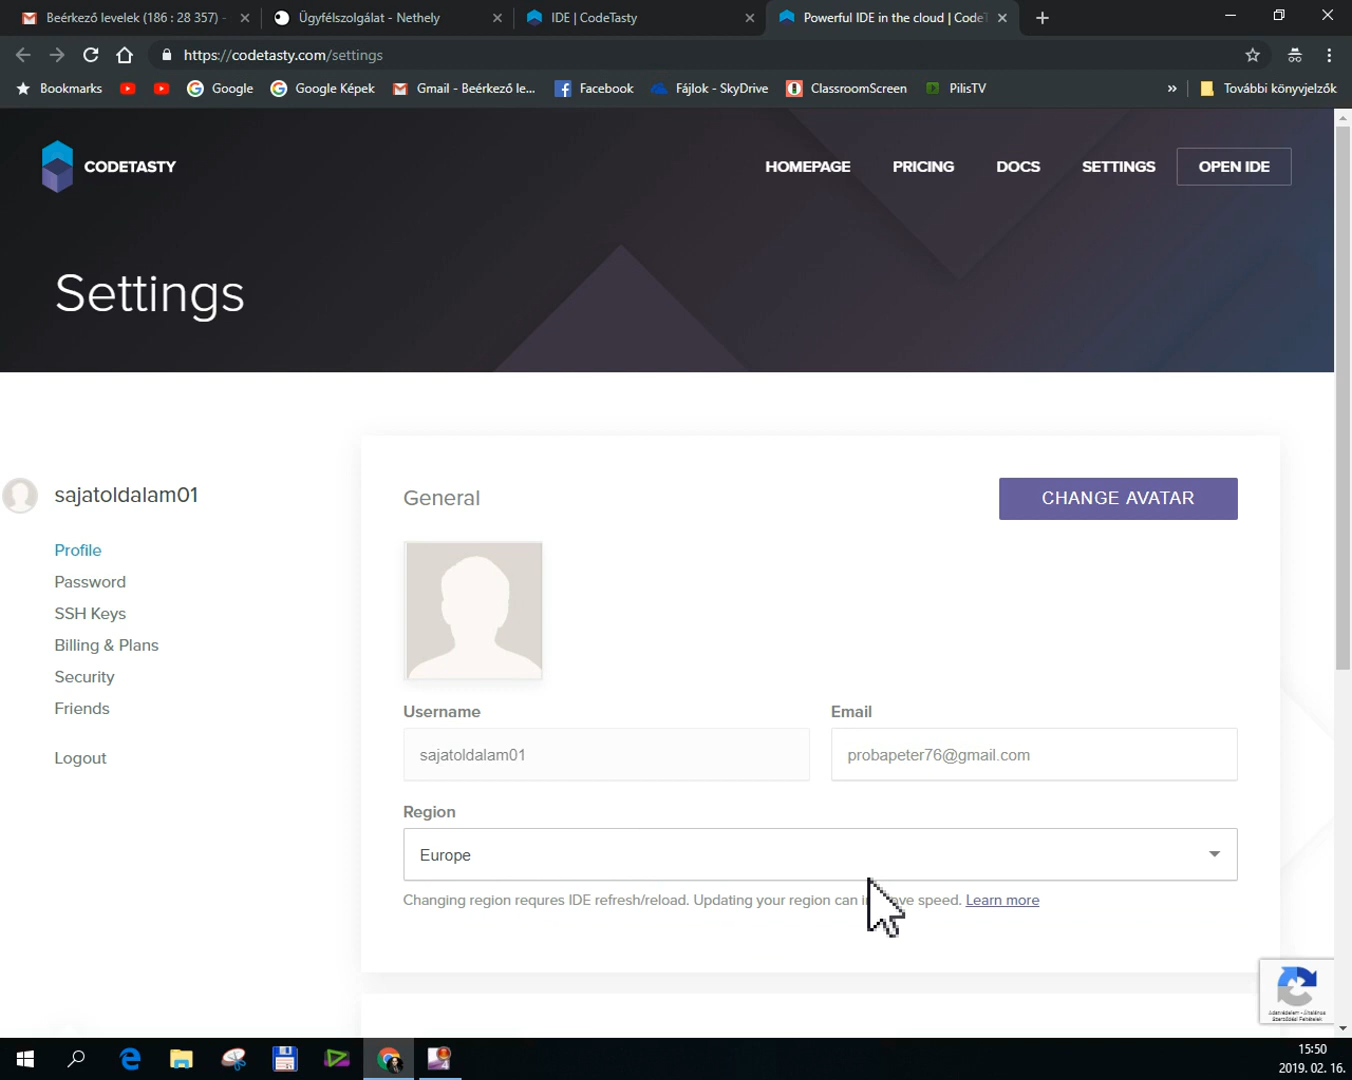 Beérkező levelek (186 : 28 357) -
Ügyfélszolgálat - Nethely
IDE | CodeTasty
Powerful IDE in the cloud | CodeT
https://codetasty.com/settings
Bookmarks
Google
Google Képek
Gmail - Beérkező le...
Facebook
Fájlok - SkyDrive
ClassroomScreen
PilisTV
»
További könyvjelzők
CODETASTY
HOMEPAGE
PRICING
DOCS
SETTINGS
OPEN IDE
Settings
sajatoldalam01
Profile
Password
SSH Keys
Billing & Plans
Security
Friends
Logout
General
CHANGE AVATAR
Username
Email
sajatoldalam01
probapeter76@gmail.com
Region
Europe
Changing region requres IDE refresh/reload. Updating your region can speed. Learn more
15:50
2019. 02. 16.